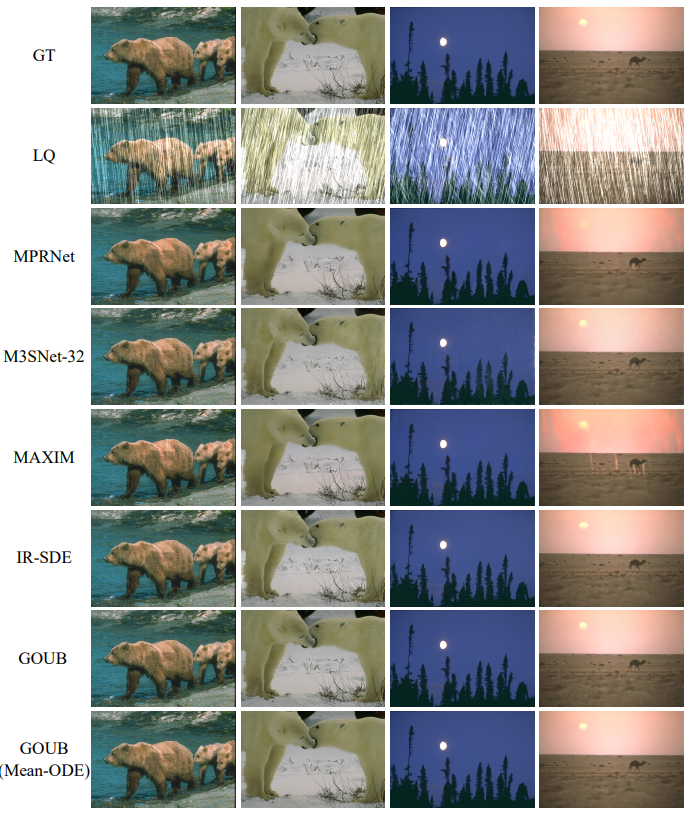 GT
LQ
MPRNet
M3SNet-32
MAXIM
IR-SDE
GOUB
GOUB
(Mean-ODE)